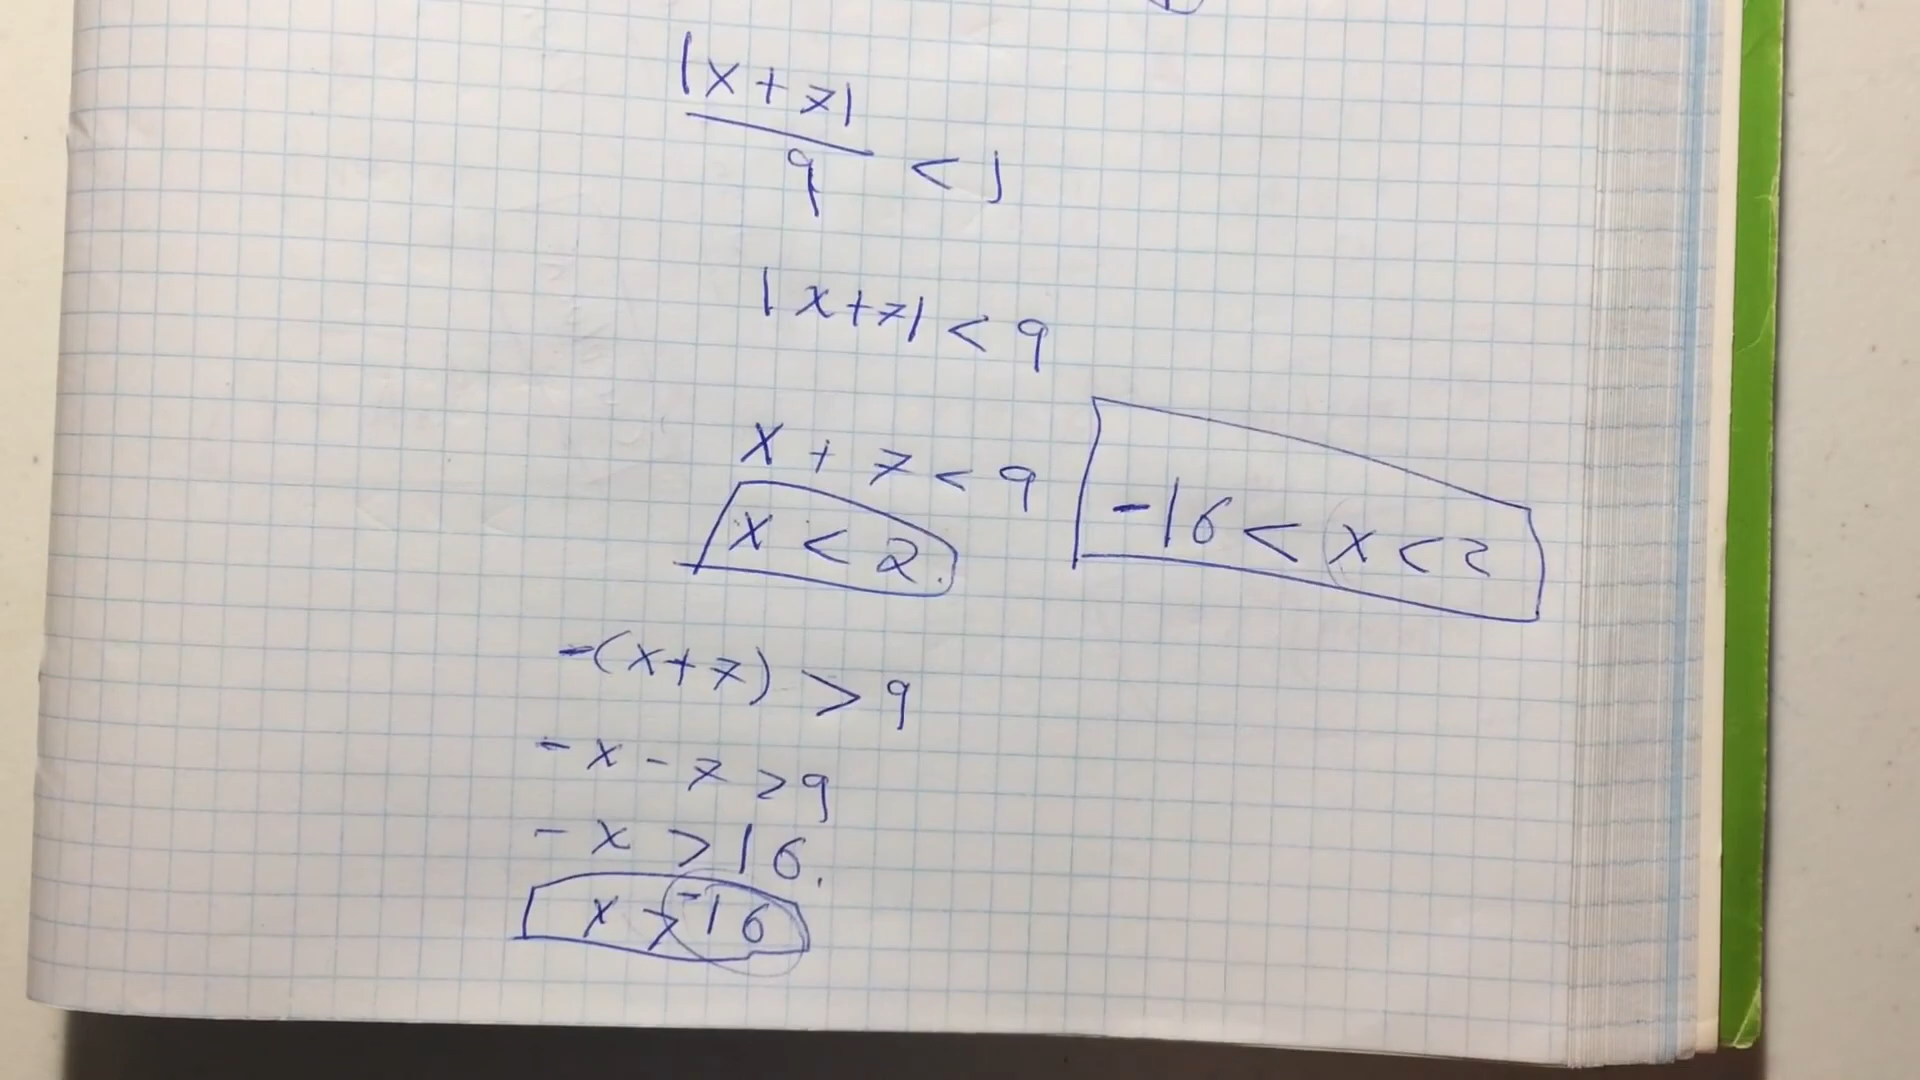 |x+7|
9 < 1
|x+7| < 9
x + 7 < 9
x < 2.
-16 < x < 2
-(x+7) > 9
-x - 7 > 9
-x > 16.
x > -16